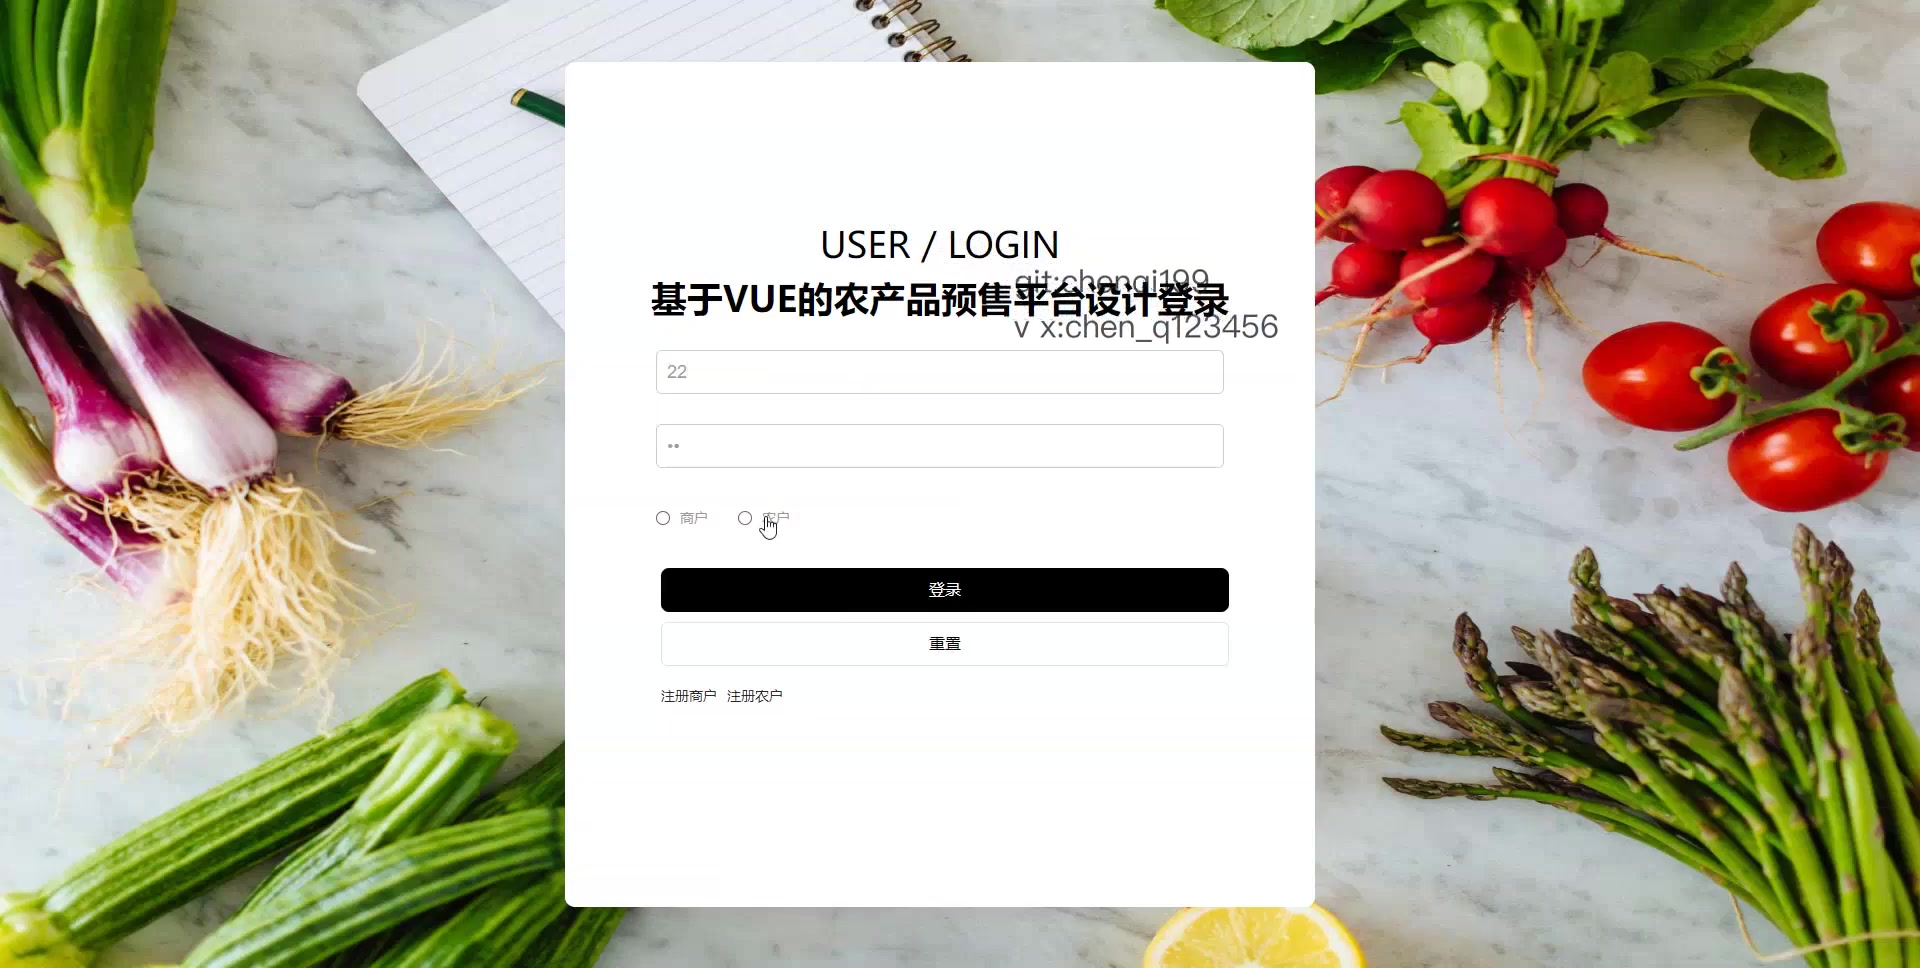 USER / LOGIN
git:chenqi199
基于VUE的农产品预售平台设计登录
v x:chen_q123456
22
••
商户 农户
登录
重置
注册商户 注册农户